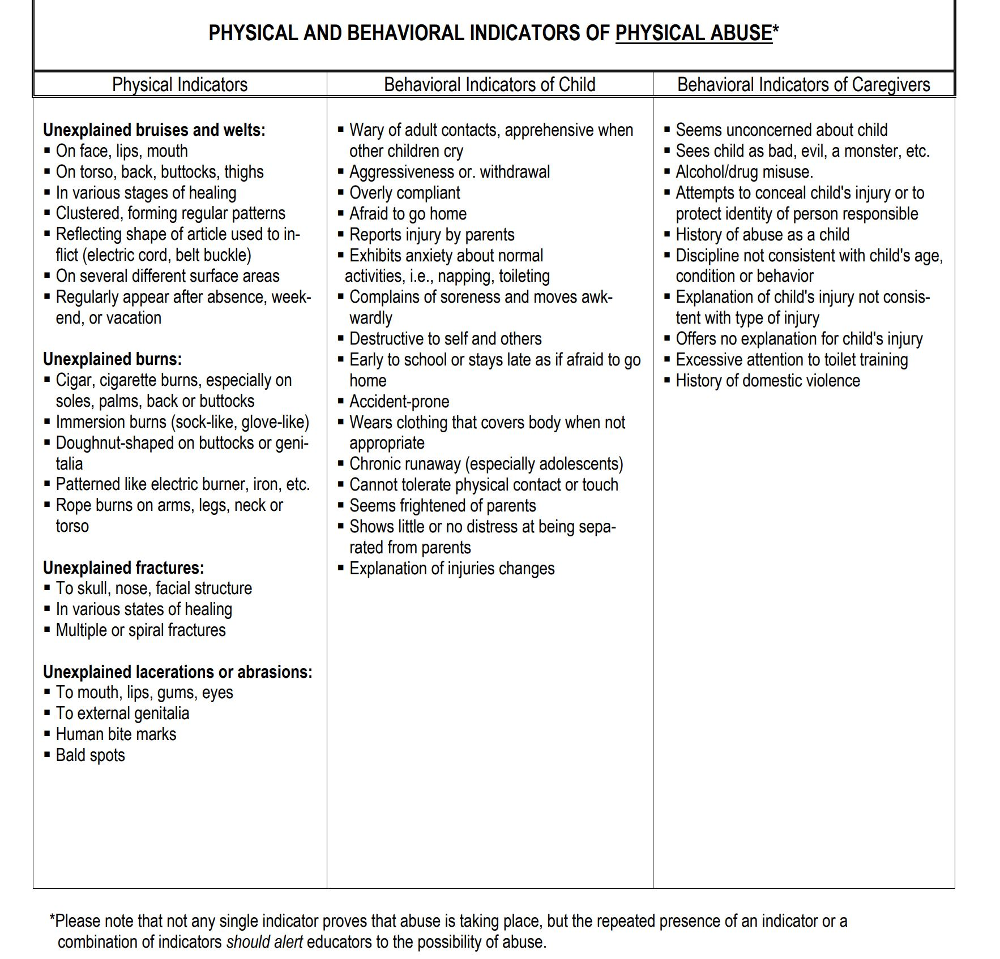 PHYSICAL AND BEHAVIORAL INDICATORS OF PHYSICAL ABUSE*
Physical Indicators
Unexplained bruises and welts:
▪ On face, lips, mouth
▪ On torso, back, buttocks, thighs
▪ In various stages of healing
▪ Clustered, forming regular patterns
▪ Reflecting shape of article used to in-
flict (electric cord, belt buckle)
▪ On several different surface areas
▪ Regularly appear after absence, week-
end, or vacation
Unexplained burns:
▪ Cigar, cigarette burns, especially on
soles, palms, back or buttocks
▪ Immersion burns (sock-like, glove-like)
▪ Doughnut-shaped on buttocks or geni-
talia
▪ Patterned like electric burner, iron, etc.
▪ Rope burns on arms, legs, neck or
torso
Unexplained fractures:
▪ To skull, nose, facial structure
▪ In various states of healing
▪ Multiple or spiral fractures
Unexplained lacerations or abrasions:
▪ To mouth, lips, gums, eyes
▪ To external genitalia
▪ Human bite marks
▪ Bald spots
Behavioral Indicators of Child
▪ Wary of adult contacts, apprehensive when
other children cry
▪ Aggressiveness or. withdrawal
▪ Overly compliant
▪ Afraid to go home
▪ Reports injury by parents
▪ Exhibits anxiety about normal
activities, i.e., napping, toileting
▪ Complains of soreness and moves awk-
wardly
▪ Destructive to self and others
▪ Early to school or stays late as if afraid to go
home
▪ Accident-prone
▪ Wears clothing that covers body when not
appropriate
▪ Chronic runaway (especially adolescents)
▪ Cannot tolerate physical contact or touch
▪ Seems frightened of parents
▪ Shows little or no distress at being sepa-
rated from parents
▪ Explanation of injuries changes
Behavioral Indicators of Caregivers
▪ Seems unconcerned about child
▪ Sees child as bad, evil, a monster, etc.
▪ Alcohol/drug misuse.
▪ Attempts to conceal child's injury or to
protect identity of person responsible
▪ History of abuse as a child
▪ Discipline not consistent with child's age,
condition or behavior
▪ Explanation of child's injury not consis-
tent with type of injury
▪ Offers no explanation for child's injury
▪ Excessive attention to toilet training
▪ History of domestic violence
*Please note that not any single indicator proves that abuse is taking place, but the repeated presence of an indicator or a
combination of indicators should alert educators to the possibility of abuse.